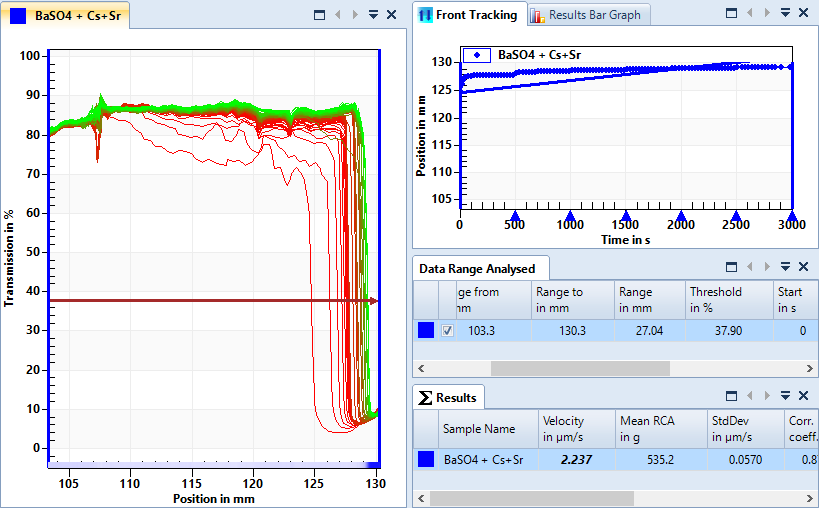 BaSO4 + Cs+Sr
100
90
80
70
60
50
40
30
20
10
0
Transmission in %
105
110
115
120
125
130
Position in mm
Front Tracking
Results Bar Graph
BaSO4 + Cs+Sr
130
125
120
115
110
105
Position in mm
0
500
1000
1500
2000
2500
3000
Time in s
Data Range Analysed
ge from Range to Range Threshold Start
in mm in mm in % in s
103.3 130.3 27.04 37.90 0
Σ Results
Sample Name Velocity Mean RCA StdDev Corr.
in µm/s in g in µm/s coeff.
BaSO4 + Cs+Sr 2.237 535.2 0.0570 0.8